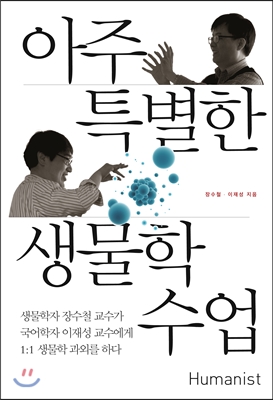 아주
특별한
장수철 · 이재성 지음
생물학
수업
생물학자 장수철 교수가
국어학자 이재성 교수에게
1:1 생물학 과외를 하다
Humanist
yes24